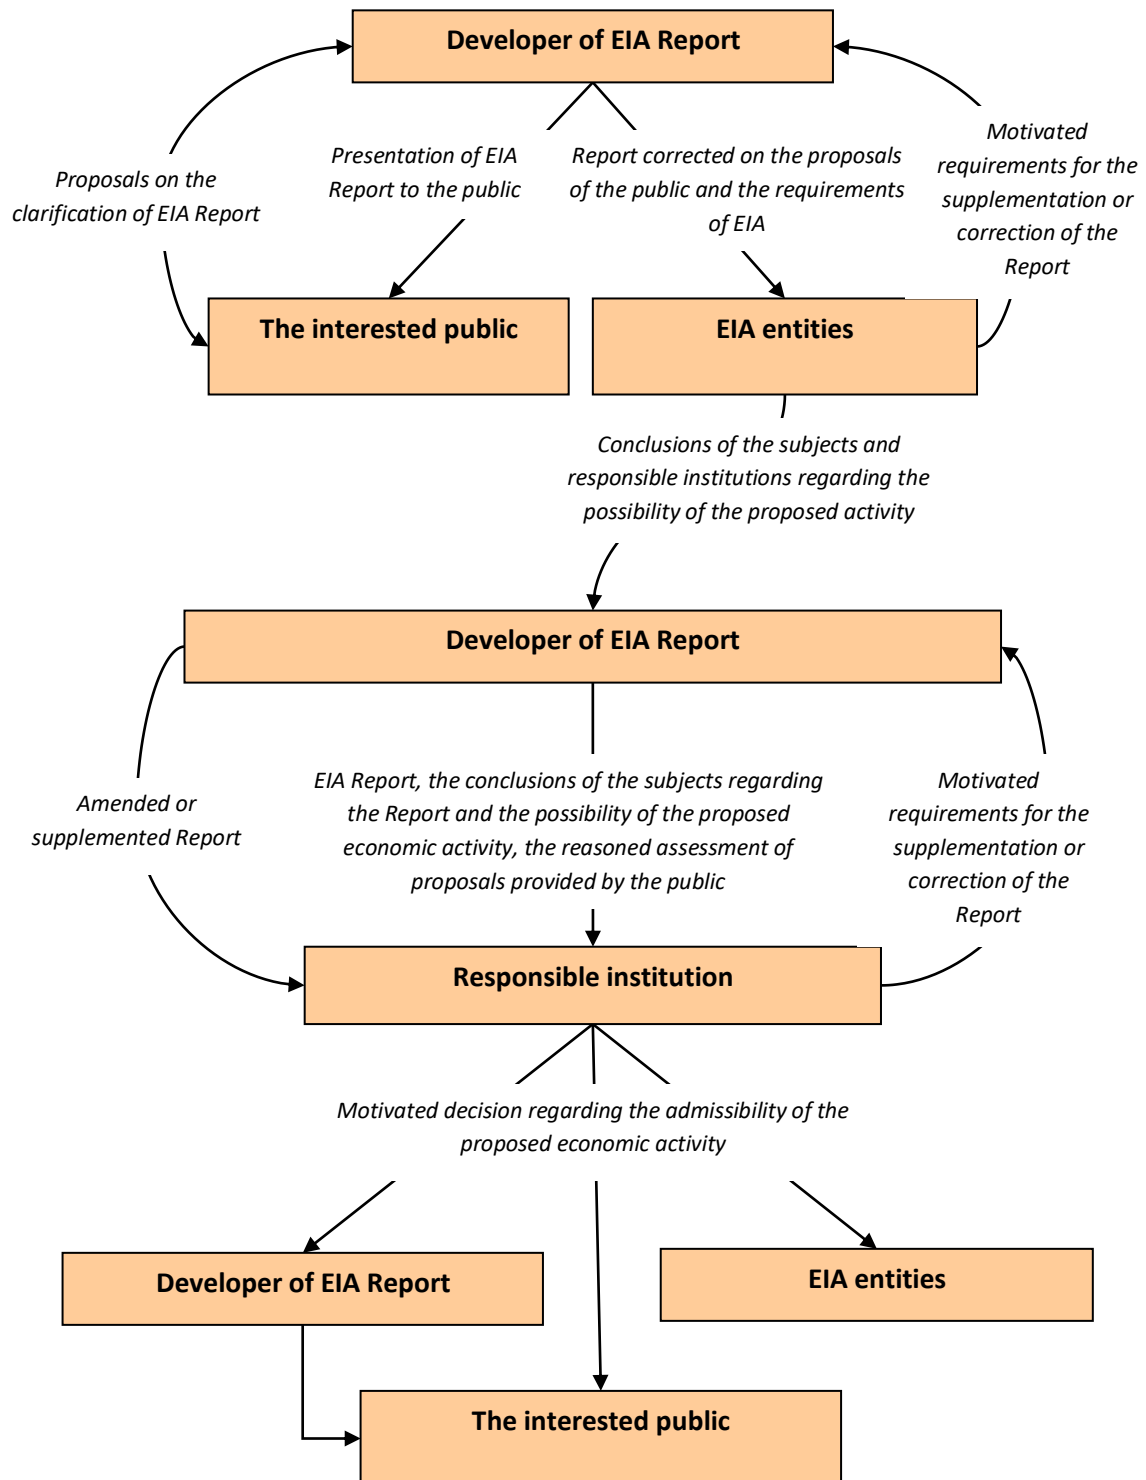 Developer of EIA Report
Proposals on the
clarification of EIA Report
Presentation of EIA
Report to the public
Report corrected on the proposals
of the public and the requirements
of EIA
Motivated
requirements for the
supplementation or
correction of the
Report
The interested public
EIA entities
Conclusions of the subjects and
responsible institutions regarding the
possibility of the proposed activity
Developer of EIA Report
Amended or
supplemented Report
EIA Report, the conclusions of the subjects regarding
the Report and the possibility of the proposed
economic activity, the reasoned assessment of
proposals provided by the public
Motivated
requirements for the
supplementation or
correction of the
Report
Responsible institution
Motivated decision regarding the admissibility of the
proposed economic activity
Developer of EIA Report
EIA entities
The interested public